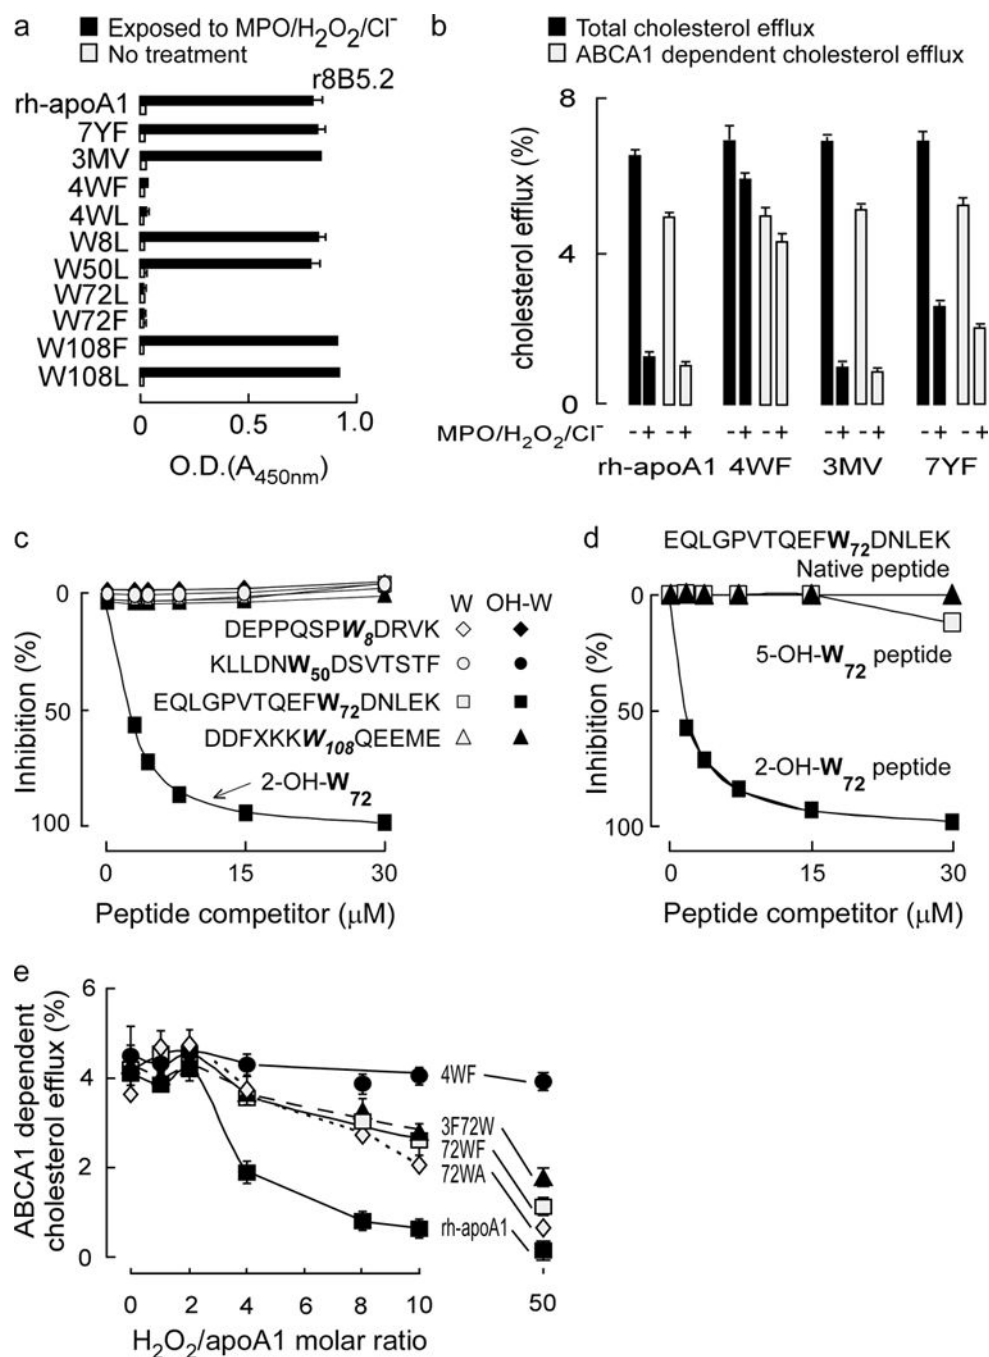 a
■ Exposed to MPO/H₂O₂/Cl⁻
□ No treatment
r8B5.2
rh-apoA1
7YF
3MV
4WF
4WL
W8L
W50L
W72L
W72F
W108F
W108L
0 0.5 1.0
O.D.(A₄₅₀nm)
b
■ Total cholesterol efflux
□ ABCA1 dependent cholesterol efflux
cholesterol efflux (%)
8
4
0
MPO/H₂O₂/Cl⁻ -+ -+ -+ -+ -+ -+ -+ -+
rh-apoA1 4WF 3MV 7YF
c
Inhibition (%)
0
50
100
W OH-W
DEPPQSPW₈DRVK ◇ ◆
KLLDNW₅₀DSVTSTF ○ ●
EQLGPVTQEFW₇₂DNLEK □ ■
DDFXKKW₁₀₈QEEME △ ▲
2-OH-W₇₂
0 15 30
Peptide competitor (μM)
d
EQLGPVTQEFW₇₂DNLEK
Native peptide
5-OH-W₇₂ peptide
2-OH-W₇₂ peptide
Inhibition (%)
0
50
100
0 15 30
Peptide competitor (μM)
e
ABCA1 dependent
cholesterol efflux (%)
6
4
2
0
4WF
3F72W
72WF
72WA
rh-apoA1
0 2 4 6 8 10 50
H₂O₂/apoA1 molar ratio